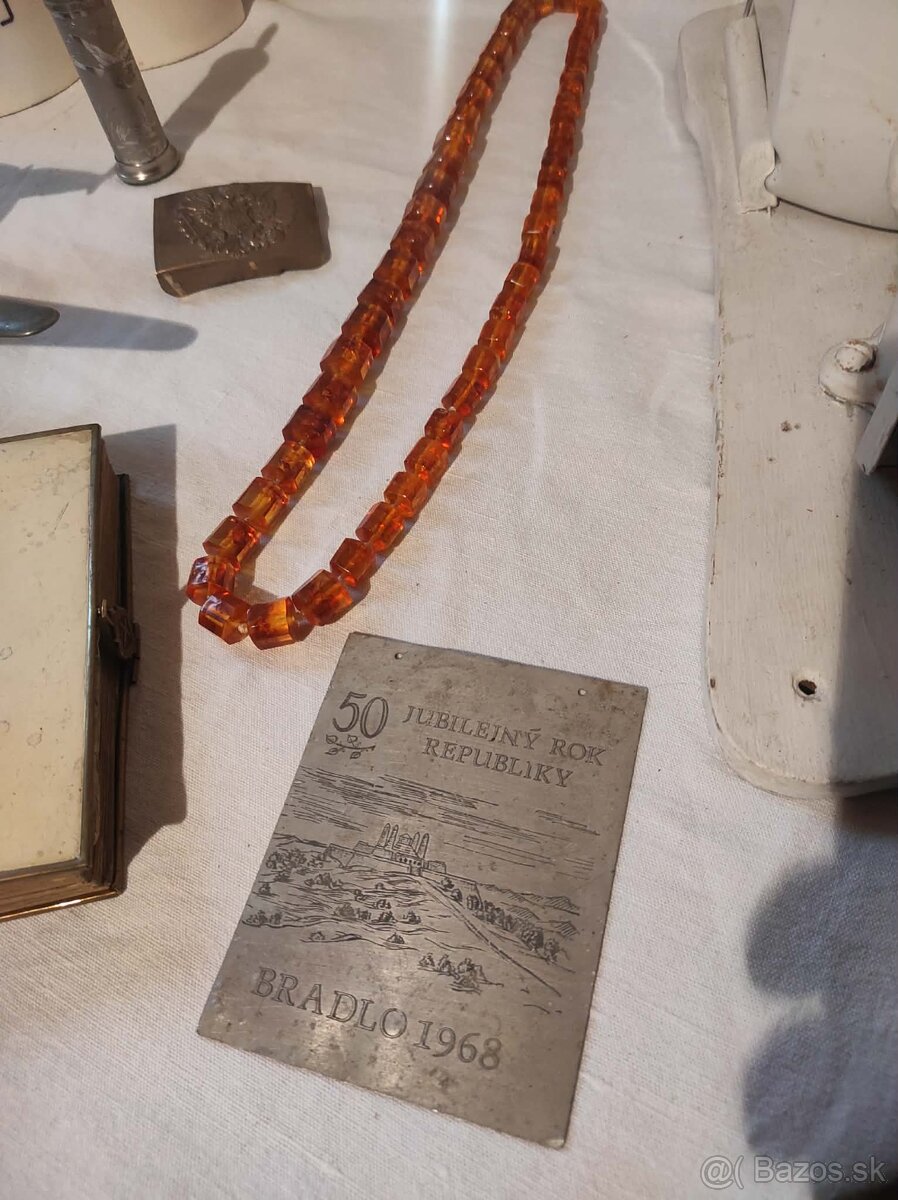 50 JUBILEJNÝ ROK
REPUBLIKY
BRADLO 1968
@( Bazos.sk